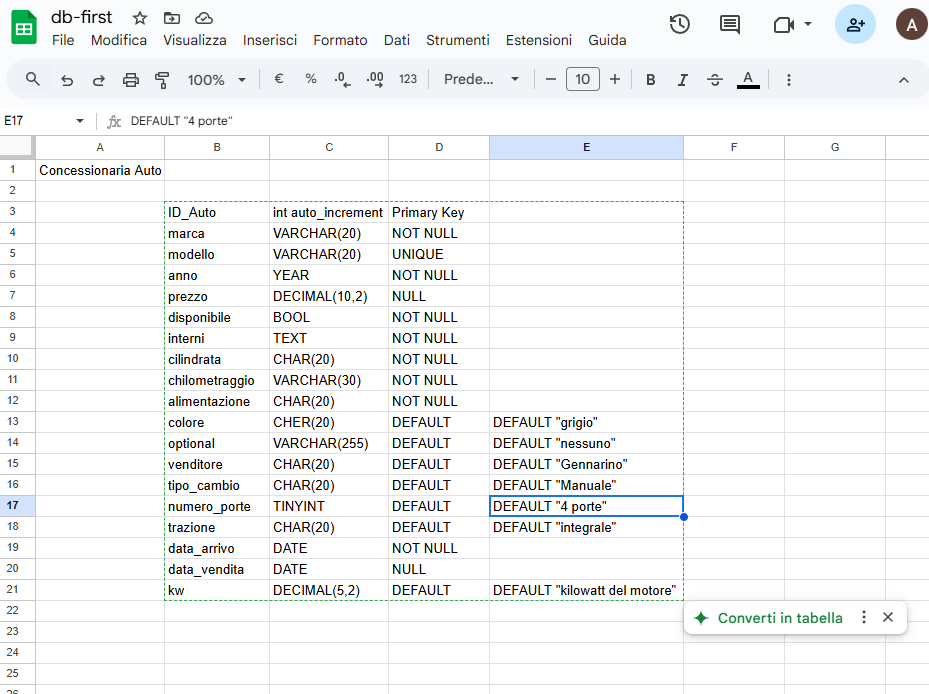 db-first
File Modifica Visualizza Inserisci Formato Dati Strumenti Estensioni Guida
A
100% € % .0 .00 123 Prede... − 10 + B I S A
E17 fx DEFAULT "4 porte"
A B C D E F G
1 Concessionaria Auto
2
3 ID_Auto int auto_increment Primary Key
4 marca VARCHAR(20) NOT NULL
5 modello VARCHAR(20) UNIQUE
6 anno YEAR NOT NULL
7 prezzo DECIMAL(10,2) NULL
8 disponibile BOOL NOT NULL
9 interni TEXT NOT NULL
10 cilindrata CHAR(20) NOT NULL
11 chilometraggio VARCHAR(30) NOT NULL
12 alimentazione CHAR(20) NOT NULL
13 colore CHER(20) DEFAULT DEFAULT "grigio"
14 optional VARCHAR(255) DEFAULT DEFAULT "nessuno"
15 venditore CHAR(20) DEFAULT DEFAULT "Gennarino"
16 tipo_cambio CHAR(20) DEFAULT DEFAULT "Manuale"
17 numero_porte TINYINT DEFAULT DEFAULT "4 porte"
18 trazione CHAR(20) DEFAULT DEFAULT "integrale"
19 data_arrivo DATE NOT NULL
20 data_vendita DATE NULL
21 kw DECIMAL(5,2) DEFAULT DEFAULT "kilowatt del motore"
22
Converti in tabella
23
24
25
26